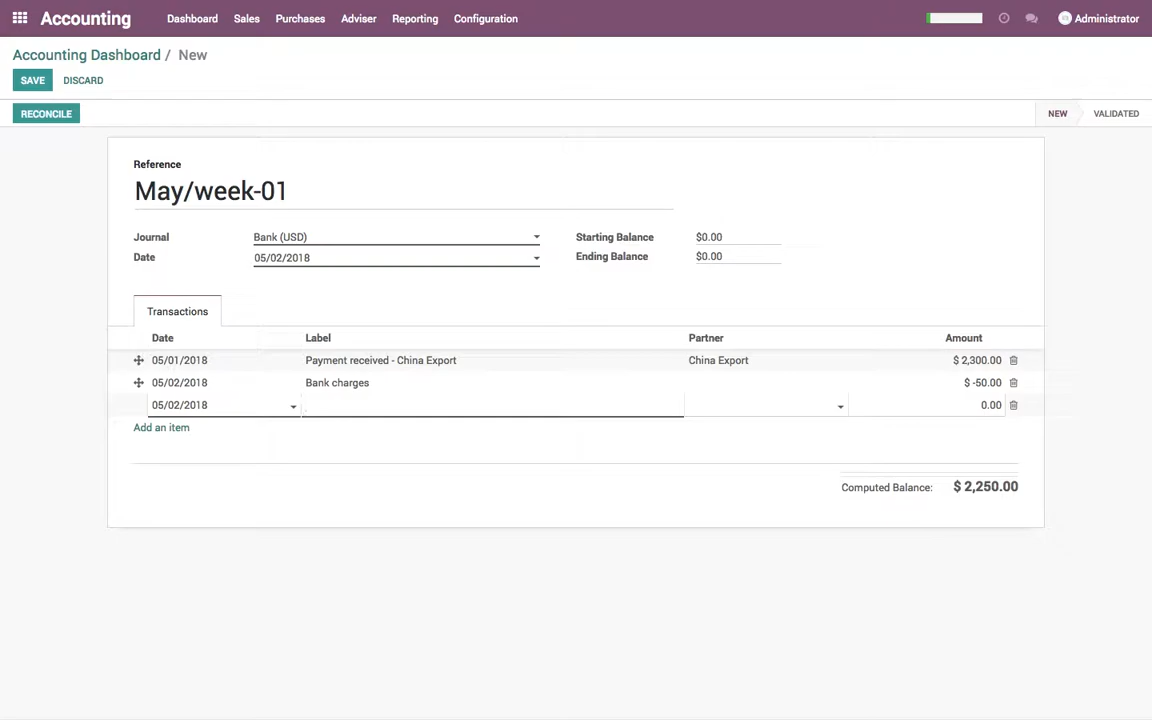 Accounting Dashboard Sales Purchases Adviser Reporting Configuration Administrator
Accounting Dashboard / New
SAVE DISCARD
RECONCILE NEW VALIDATED
Reference
May/week-01
Journal Bank (USD) Starting Balance $0.00
Date 05/02/2018 Ending Balance $0.00
Transactions
Date Label Partner Amount
05/01/2018 Payment received - China Export China Export $ 2,300.00
05/02/2018 Bank charges $ -50.00
05/02/2018 0.00
Add an item
Computed Balance: $ 2,250.00